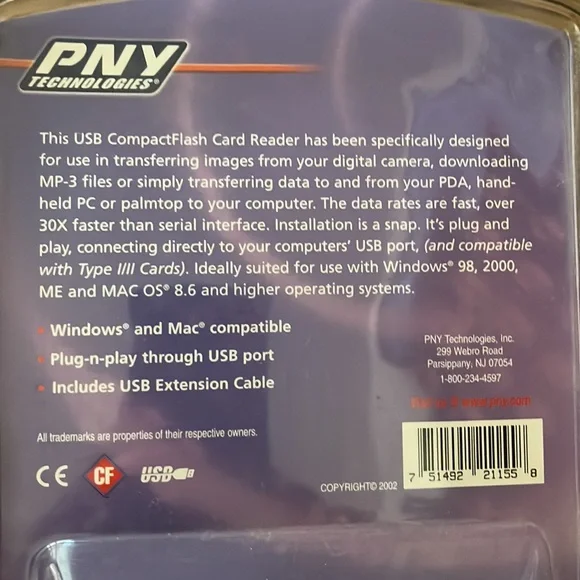 PNY
TECHNOLOGIES®
This USB CompactFlash Card Reader has been specifically designed
for use in transferring images from your digital camera, downloading
MP-3 files or simply transferring data to and from your PDA, hand-
held PC or palmtop to your computer. The data rates are fast, over
30X faster than serial interface. Installation is a snap. It's plug and
play, connecting directly to your computers' USB port, (and compatible
with Type I/II Cards). Ideally suited for use with Windows® 98, 2000,
ME and MAC OS® 8.6 and higher operating systems.
Windows® and Mac® compatible
Plug-n-play through USB port
Includes USB Extension Cable
PNY Technologies, Inc.
299 Webro Road
Parsippany, NJ 07054
1-800-234-4597
www.pny.com
All trademarks are properties of their respective owners.
CE
CF
USB
COPYRIGHT© 2002
7 51492 21155 8